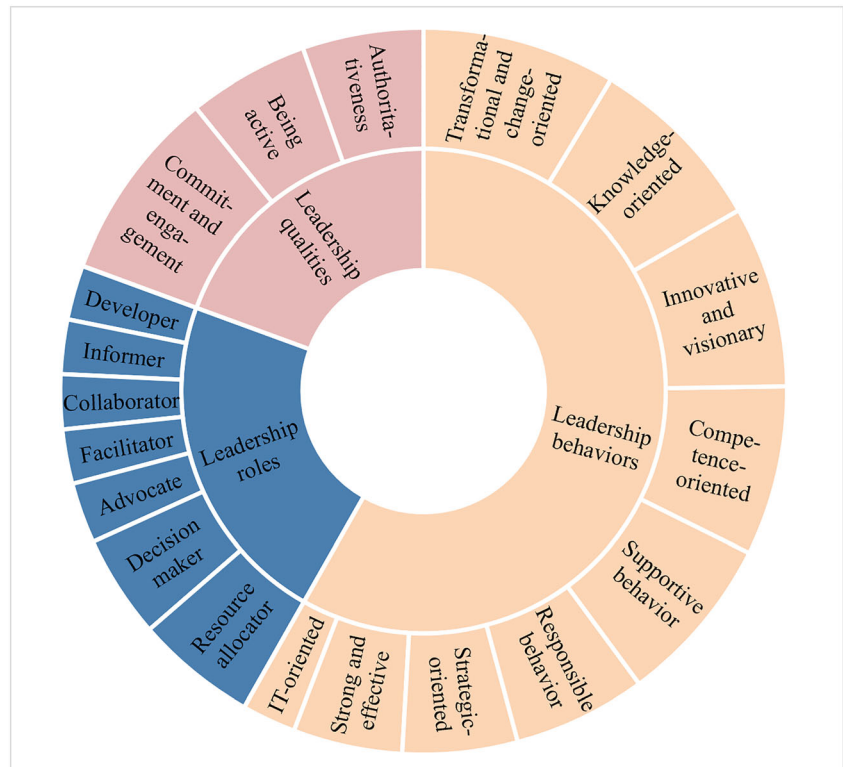 Transforma-
tional and
change-
oriented
Knowledge-
oriented
Innovative
and
visionary
Compe-
tence-
oriented
Supportive
behavior
Responsible
behavior
Strategic-
oriented
Strong and
effective
IT-oriented
Resource
allocator
Decision
maker
Advocate
Facilitator
Collaborator
Informer
Developer
Commit-
ment and
enga-
gement
Being
active
Authorita-
tiveness
Leadership
qualities
Leadership
roles
Leadership
behaviors